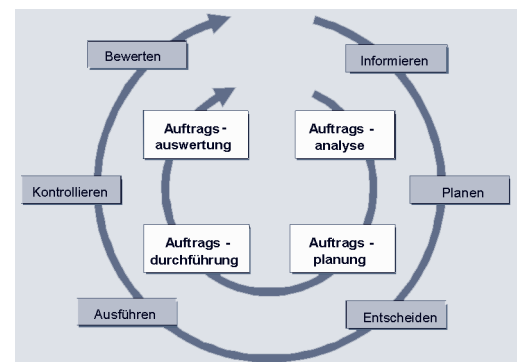 Bewerten
Informieren
Auftrags -
auswertung
Auftrags -
analyse
Kontrollieren
Planen
Auftrags -
durchführung
Auftrags -
planung
Ausführen
Entscheiden